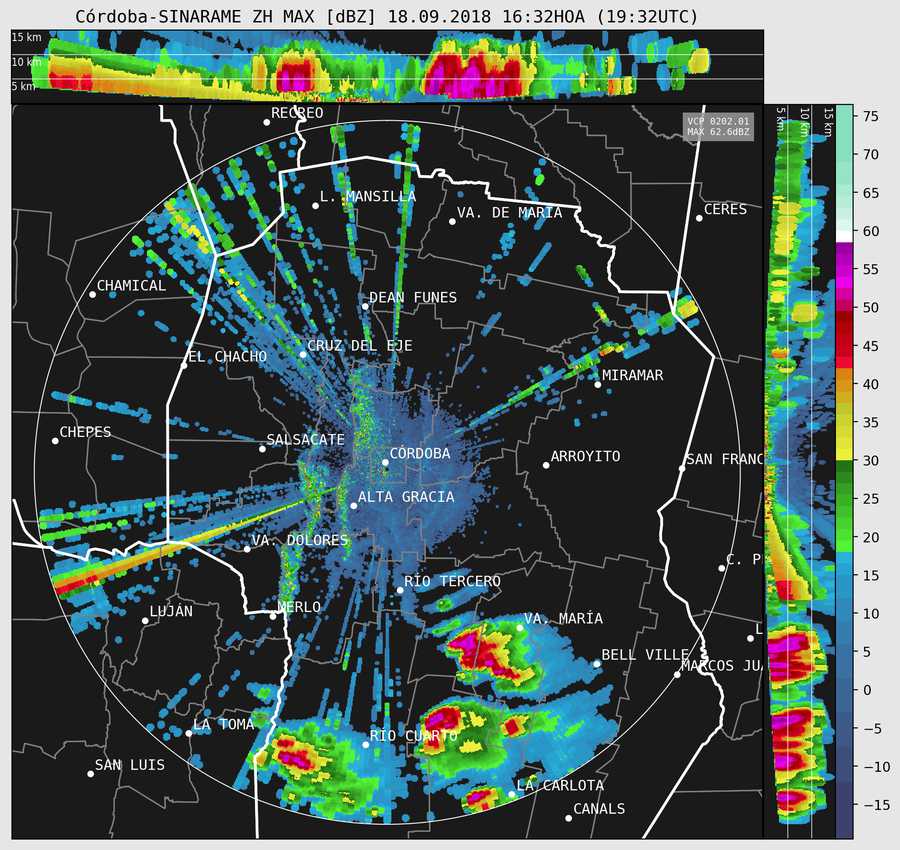 Córdoba-SINARAME ZH MAX [dBZ] 18.09.2018 16:32HOA (19:32UTC)
15 km
10 km
5 km
5 km
10 km
15 km
VCP 0202.01
MAX 62.6dBZ
RECREO
L. MANSILLA
VA. DE MARÍA
CERES
CHAMICAL
DEAN FUNES
EL CHACHO
CRUZ DEL EJE
MIRAMAR
CHEPES
SALSACATE
CÓRDOBA
ARROYITO
SAN FRANC
ALTA GRACIA
VA. DOLORES
C. P
RÍO TERCERO
LUJÁN
MERLO
VA. MARÍA
L
BELL VILLE
MARCOS JUÁ
LA TOMA
RÍO CUARTO
SAN LUIS
LA CARLOTA
CANALS
75
70
65
60
55
50
45
40
35
30
25
20
15
10
5
0
−5
−10
−15